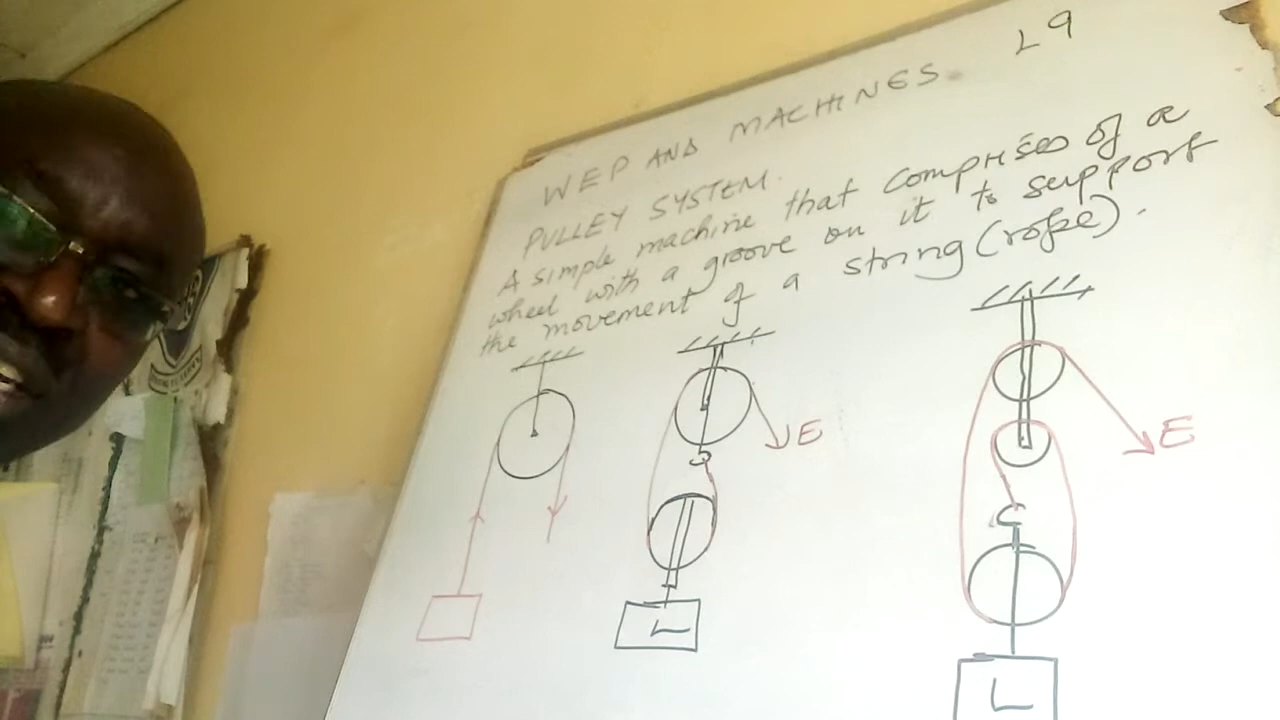 L9
WEP AND MACHINES.
PULLEY SYSTEM.
A simple machine that comprises of a
wheel with a groove on it to support
the movement of a string (rope).
E
E
L
L